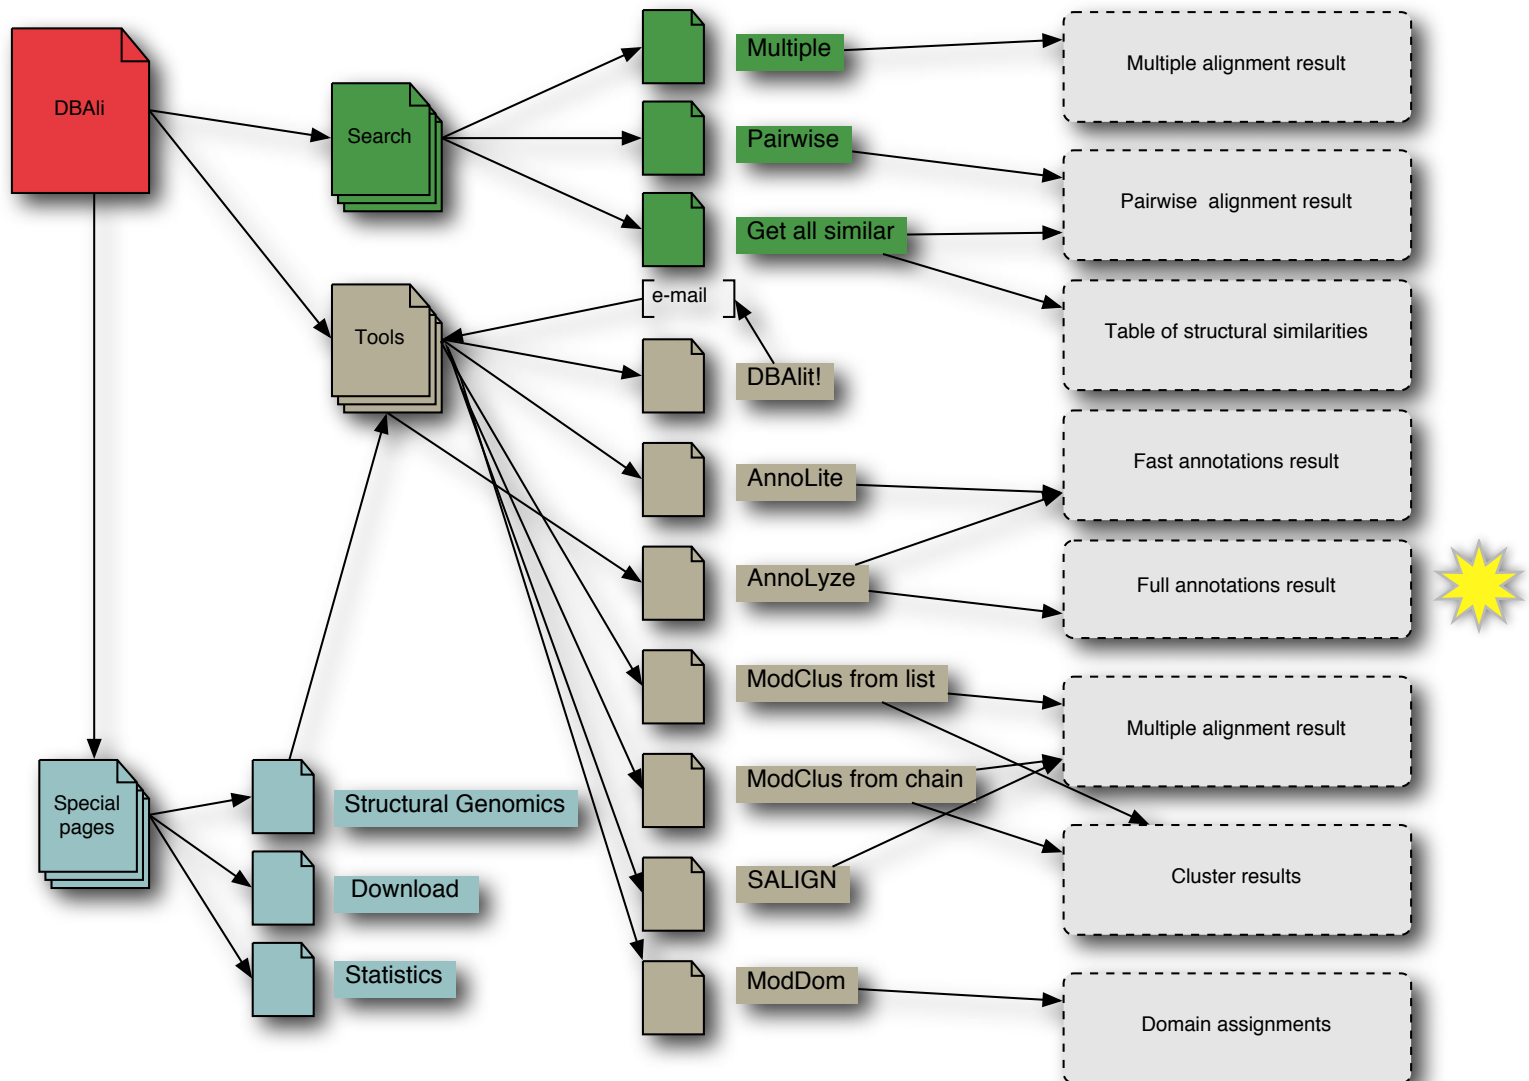 DBAli
Search
Multiple
Multiple alignment result
Pairwise
Pairwise alignment result
Get all similar
Table of structural similarities
e-mail
Tools
DBAlit!
AnnoLite
Fast annotations result
AnnoLyze
Full annotations result
ModClus from list
Multiple alignment result
ModClus from chain
SALIGN
Cluster results
ModDom
Domain assignments
Special
pages
Structural Genomics
Download
Statistics